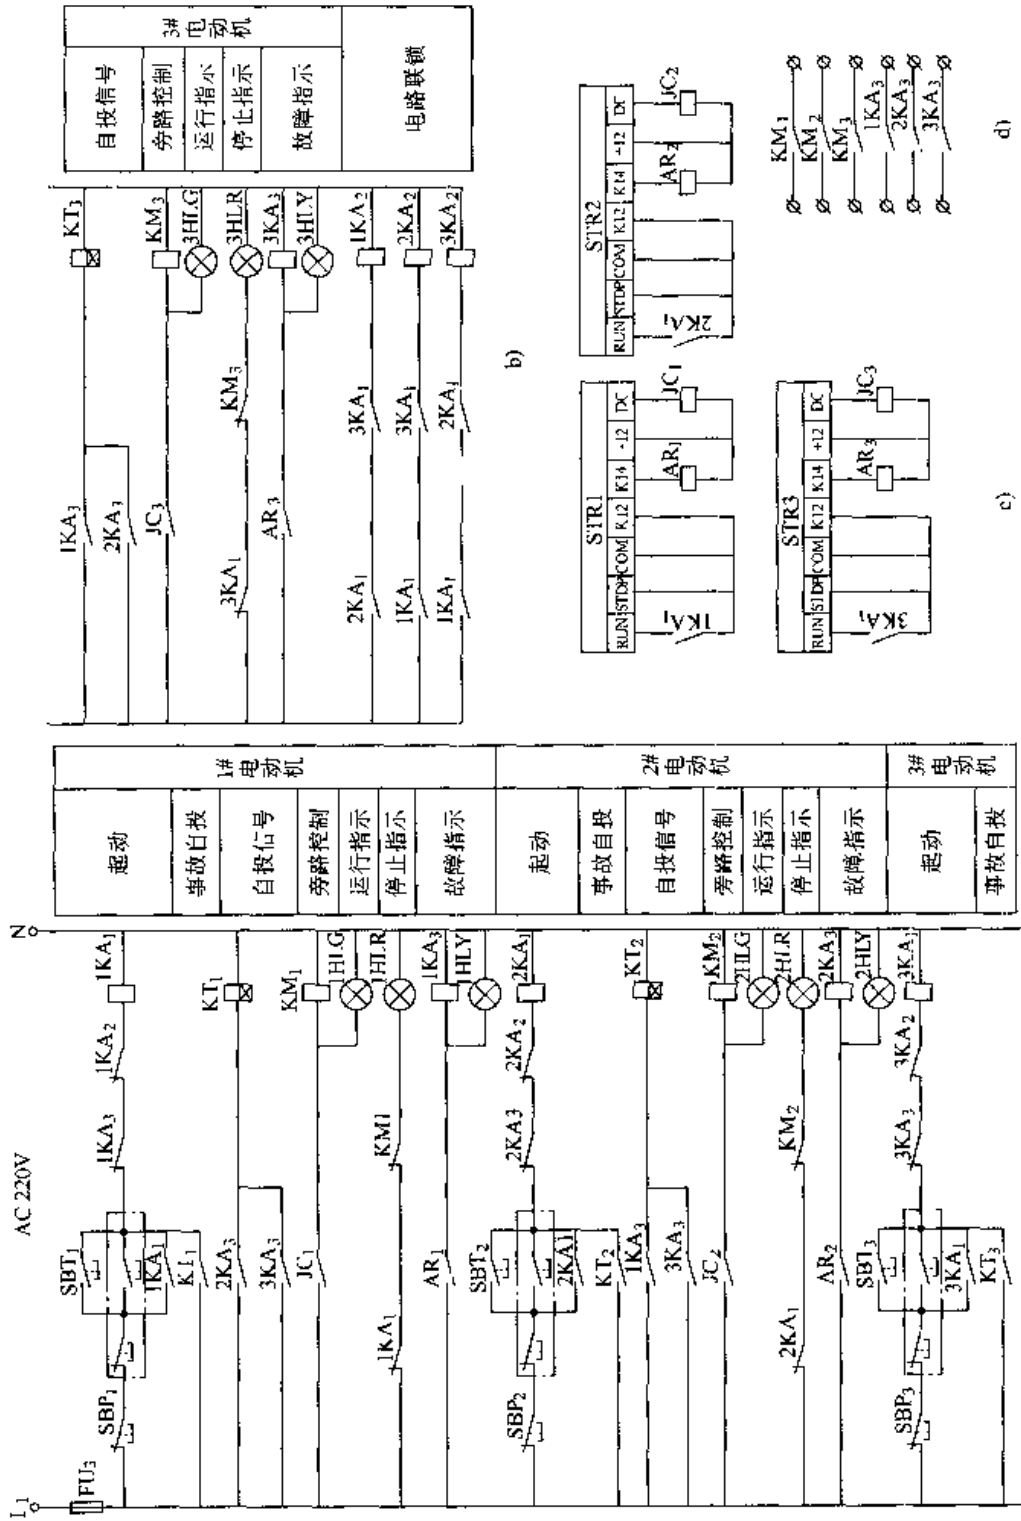 AC 220V
L1
N
FU3
SBP1
SBT1
1KA1
KT1
1KA3
1KA2
1KA1
2KA3
3KA3
KT1
JC1
KM1
1HLG
1KA1
KM1
1HLR
AR1
1KA3
1HLY
SBP2
SBT2
2KA1
KT2
2KA3
2KA2
2KA1
1KA3
3KA3
KT2
JC2
KM2
2HLG
2KA1
KM2
2HLR
AR2
2KA3
2HLY
SBP3
SBT3
3KA1
KT3
3KA3
3KA2
3KA1
起动
事故自投
自投信号
旁路控制
运行指示
停止指示
故障指示
1#电动机
起动
事故自投
自投信号
旁路控制
运行指示
停止指示
故障指示
2#电动机
起动
事故自投
3#电动机
1KA3
2KA3
KT3
JC3
KM3
3HLG
3KA1
KM3
3HLR
AR3
3KA3
3HLY
2KA1
3KA1
1KA2
1KA1
3KA1
2KA2
1KA1
2KA1
3KA2
自投信号
旁路控制
运行指示
停止指示
故障指示
3#电动机
电路联锁
b)
STR1
RUN STDP COM K12 K14 +12 DC
1KA1
AR1
JC1
STR2
RUN STDP COM K12 K14 +12 DC
2KA1
AR2
JC2
STR3
RUN STDP COM K12 K14 +12 DC
3KA1
AR3
JC3
c)
KM1
KM2
KM3
1KA3
2KA3
3KA3
d)